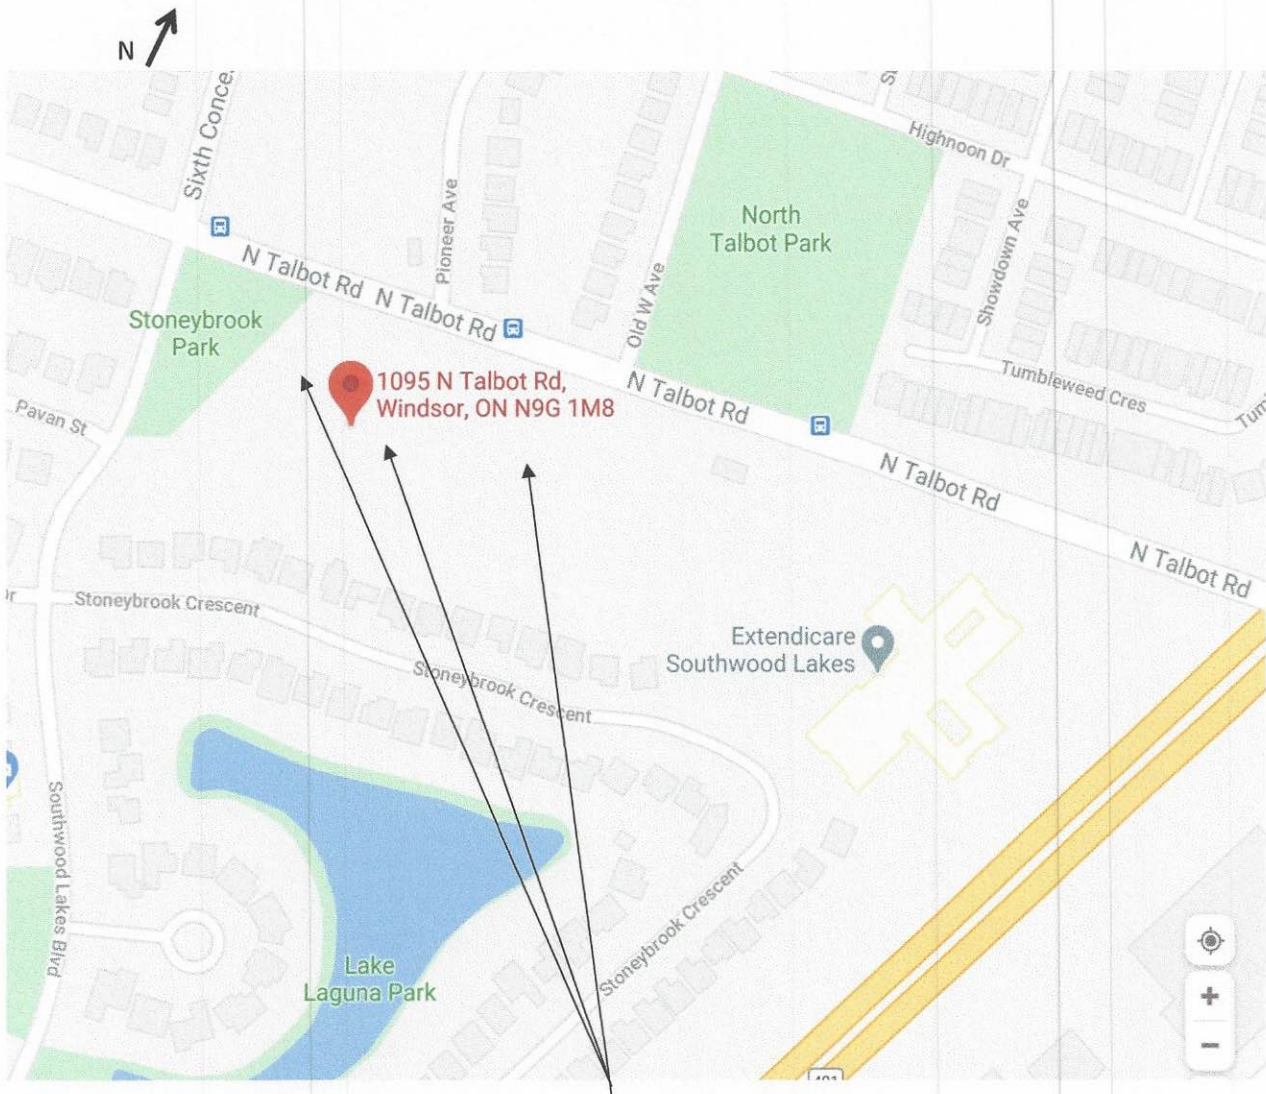 N
Sixth Conce
Highnoon Dr
Pioneer Ave
North
Talbot Park
Showdown Ave
N Talbot Rd
N Talbot Rd
Old W Ave
Stoneybrook
Park
1095 N Talbot Rd,
Windsor, ON N9G 1M8
N Talbot Rd
Tumbleweed Cres
Pavan St
N Talbot Rd
N Talbot Rd
Stoneybrook Crescent
Extendicare
Southwood Lakes
Stoneybrook Crescent
Southwood Lakes Blvd
Stoneybrook Crescent
Lake
Laguna Park
+
−